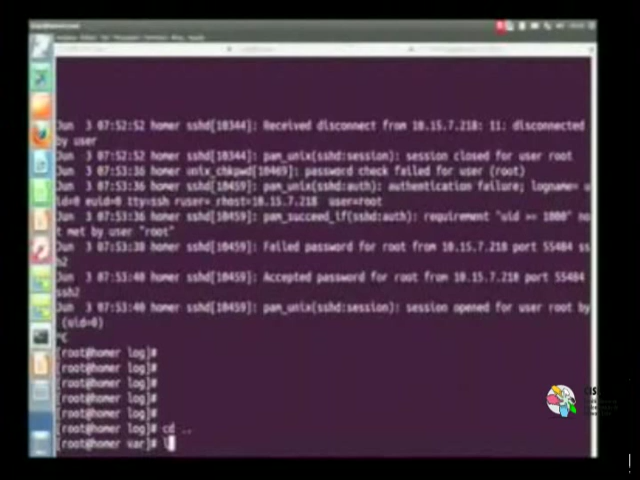 Jun 3 07:52:52 homer sshd[10344]: Received disconnect from 10.15.7.218: 11: disconnected
by user
Jun 3 07:52:52 homer sshd[10344]: pam_unix(sshd:session): session closed for user root
Jun 3 07:53:36 homer unix_chkpwd[10469]: password check failed for user (root)
Jun 3 07:53:36 homer sshd[10459]: pam_unix(sshd:auth): authentication failure; logname= u
id=0 euid=0 tty=ssh ruser= rhost=10.15.7.218 user=root
Jun 3 07:53:36 homer sshd[10459]: pam_succeed_if(sshd:auth): requirement "uid >= 1000" no
t met by user "root"
Jun 3 07:53:38 homer sshd[10459]: Failed password for root from 10.15.7.218 port 55484 ss
h2
Jun 3 07:53:40 homer sshd[10459]: Accepted password for root from 10.15.7.218 port 55484
ssh2
Jun 3 07:53:40 homer sshd[10459]: pam_unix(sshd:session): session opened for user root by
(uid=0)
^C
[root@homer log]#
[root@homer log]#
[root@homer log]#
[root@homer log]#
[root@homer log]#
[root@homer log]# cd ..
[root@homer var]# l